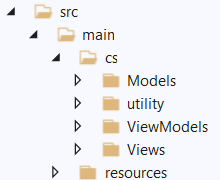 src
main
cs
Models
utility
ViewModels
Views
resources